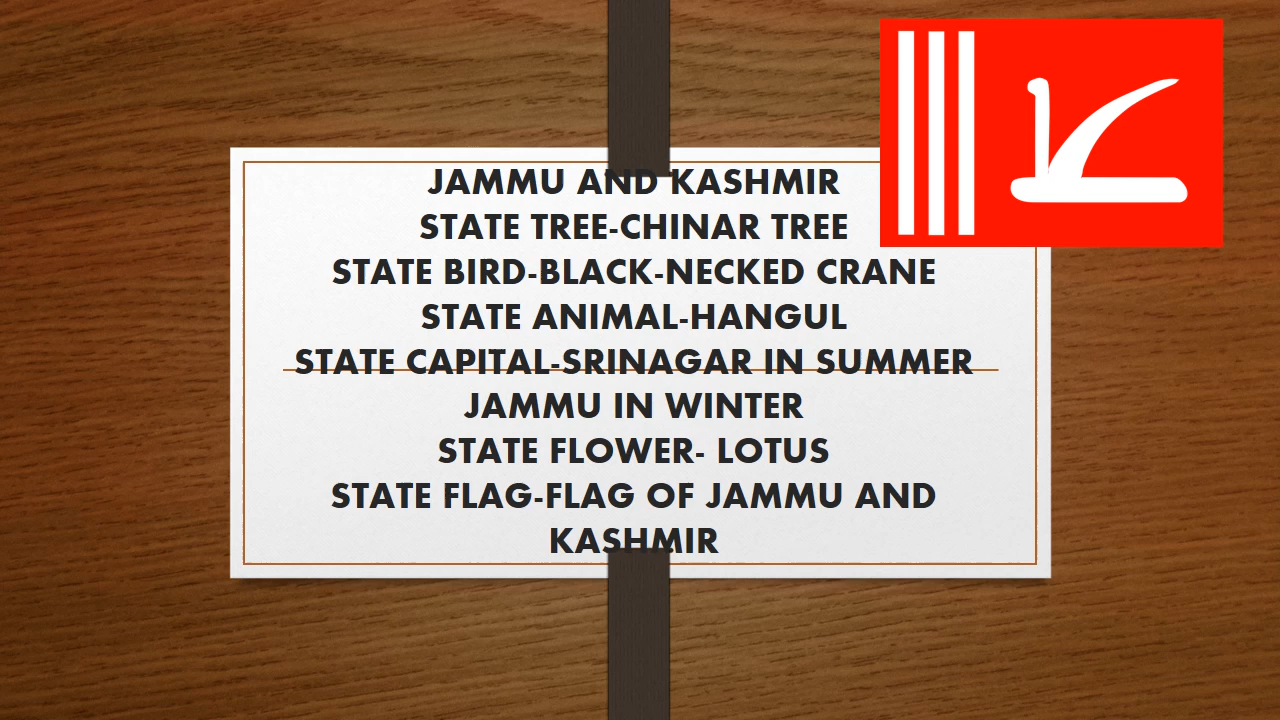 JAMMU AND KASHMIR
STATE TREE-CHINAR TREE
STATE BIRD-BLACK-NECKED CRANE
STATE ANIMAL-HANGUL
STATE CAPITAL-SRINAGAR IN SUMMER
JAMMU IN WINTER
STATE FLOWER- LOTUS
STATE FLAG-FLAG OF JAMMU AND
KASHMIR